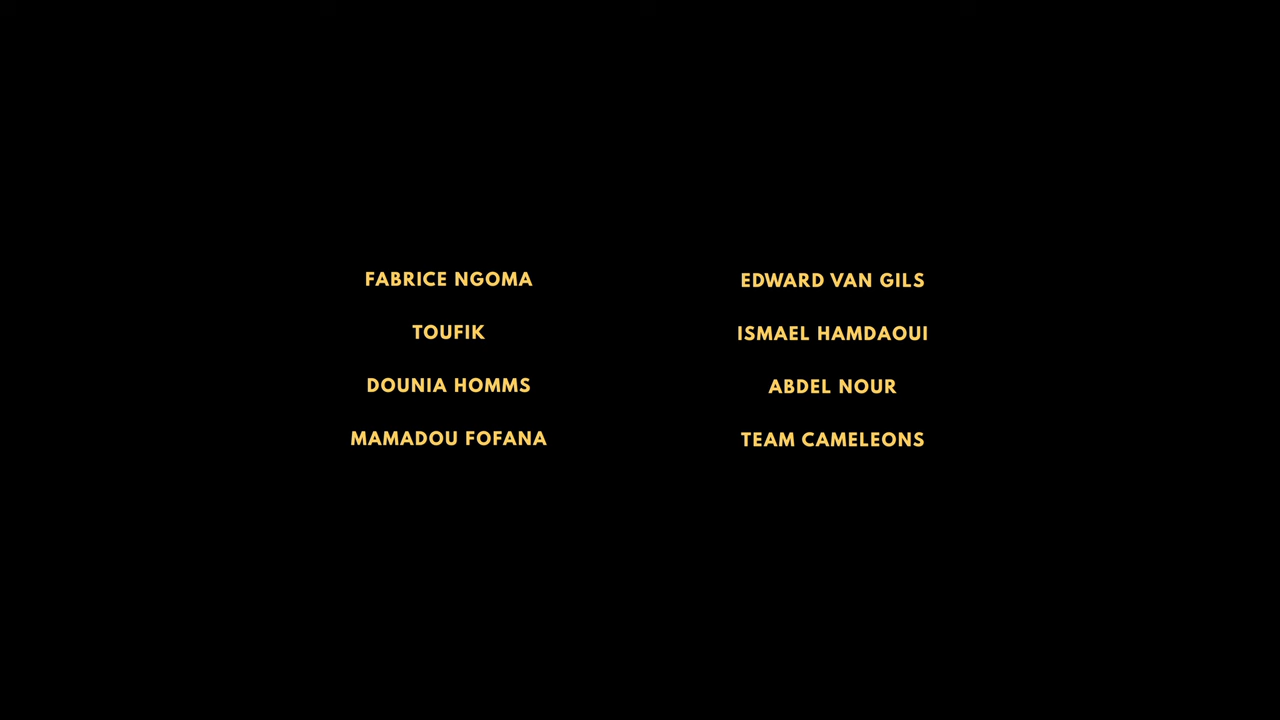 FABRICE NGOMA
TOUFIK
DOUNIA HOMMS
MAMADOU FOFANA
EDWARD VAN GILS
ISMAEL HAMDAOUI
ABDEL NOUR
TEAM CAMELEONS